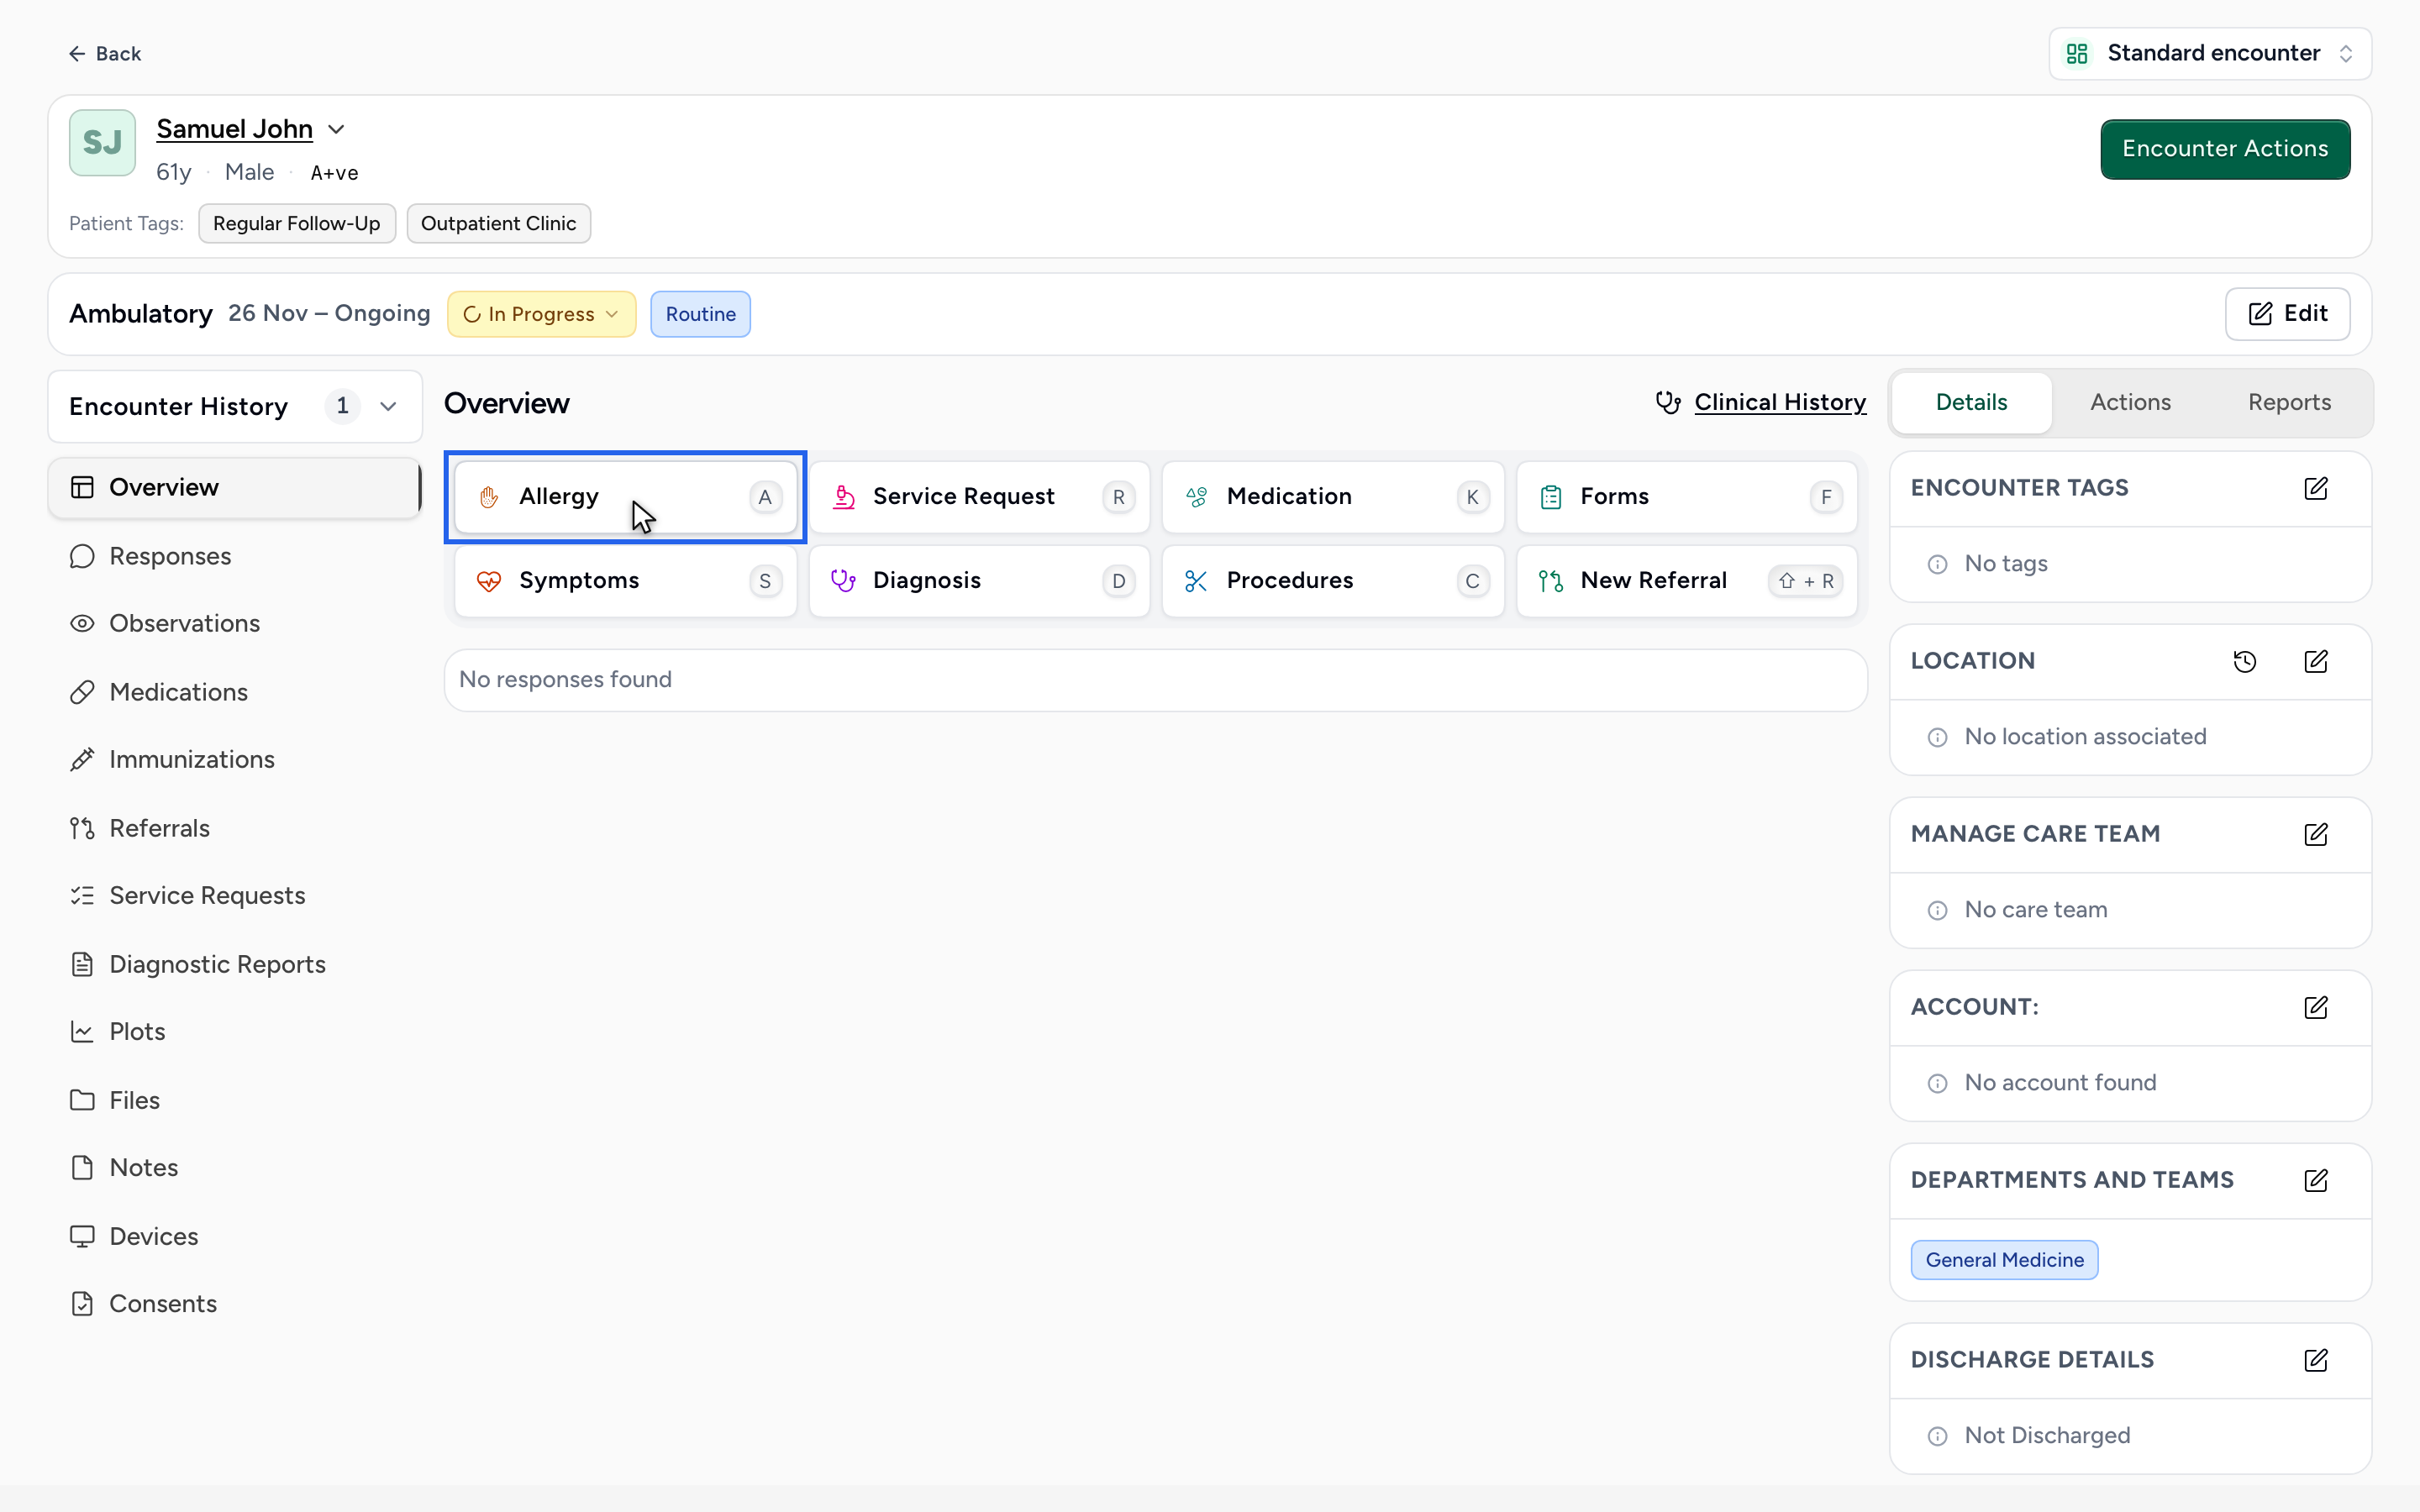 Back
Standard encounter
SJ
Samuel John
61y · Male · A+ve
Encounter Actions
Patient Tags: Regular Follow-Up Outpatient Clinic
Ambulatory 26 Nov – Ongoing In Progress Routine
Edit
Encounter History 1
Overview
Responses
Observations
Medications
Immunizations
Referrals
Service Requests
Diagnostic Reports
Plots
Files
Notes
Devices
Consents
Overview
Clinical History
Allergy A
Service Request R
Medication K
Forms F
Symptoms S
Diagnosis D
Procedures C
New Referral ⇧ + R
No responses found
Details Actions Reports
ENCOUNTER TAGS
No tags
LOCATION
No location associated
MANAGE CARE TEAM
No care team
ACCOUNT:
No account found
DEPARTMENTS AND TEAMS
General Medicine
DISCHARGE DETAILS
Not Discharged